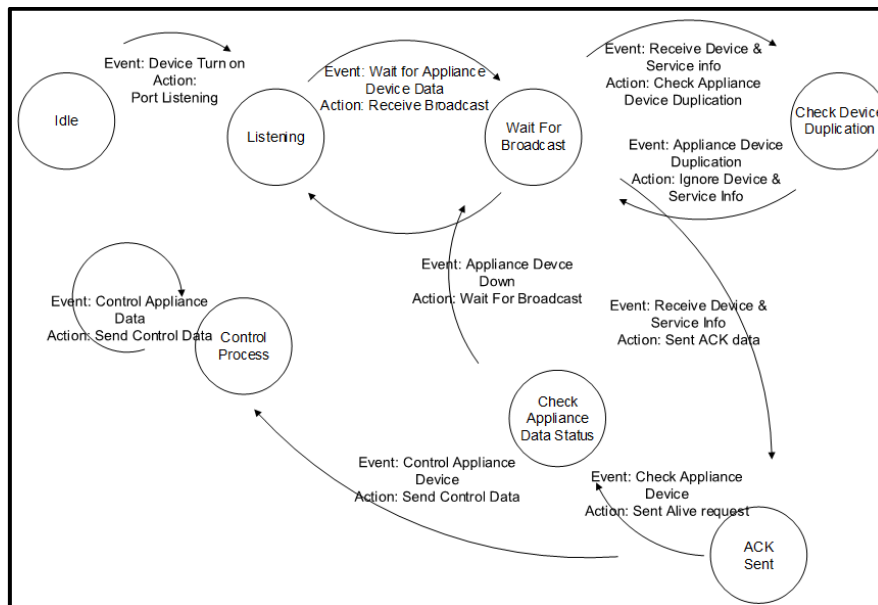 Event: Device Turn on
Action:
Port Listening
Idle
Event: Wait for Appliance
Device Data
Action: Receive Broadcast
Listening
Wait For
Broadcast
Event: Receive Device &
Service info
Action: Check Appliance
Device Duplication
Check Device
Duplication
Event: Appliance Device
Duplication
Action: Ignore Device &
Service Info
Event: Appliance Devce
Down
Action: Wait For Broadcast
Event: Control Appliance
Data
Action: Send Control Data
Control
Process
Event: Receive Device &
Service Info
Action: Sent ACK data
Check
Appliance
Data Status
Event: Control Appliance
Device
Action: Send Control Data
Event: Check Appliance
Device
Action: Sent Alive request
ACK
Sent